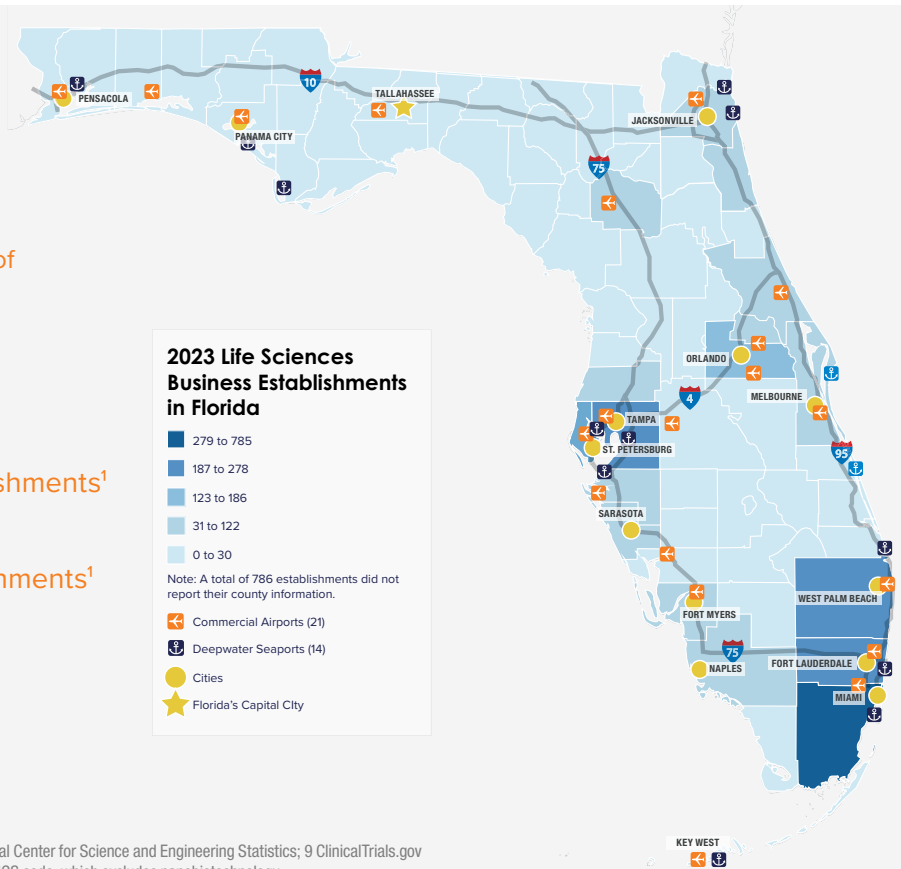 10
PENSACOLA
TALLAHASSEE
JACKSONVILLE
PANAMA CITY
75
of
2023 Life Sciences
Business Establishments
in Florida
279 to 785
187 to 278
123 to 186
31 to 122
0 to 30
Note: A total of 786 establishments did not
report their county information.
Commercial Airports (21)
Deepwater Seaports (14)
Cities
Florida's Capital CIty
shments¹
nments¹
ORLANDO
4
MELBOURNE
TAMPA
ST. PETERSBURG
95
SARASOTA
WEST PALM BEACH
FORT MYERS
75
FORT LAUDERDALE
NAPLES
MIAMI
KEY WEST
al Center for Science and Engineering Statistics; 9 ClinicalTrials.gov